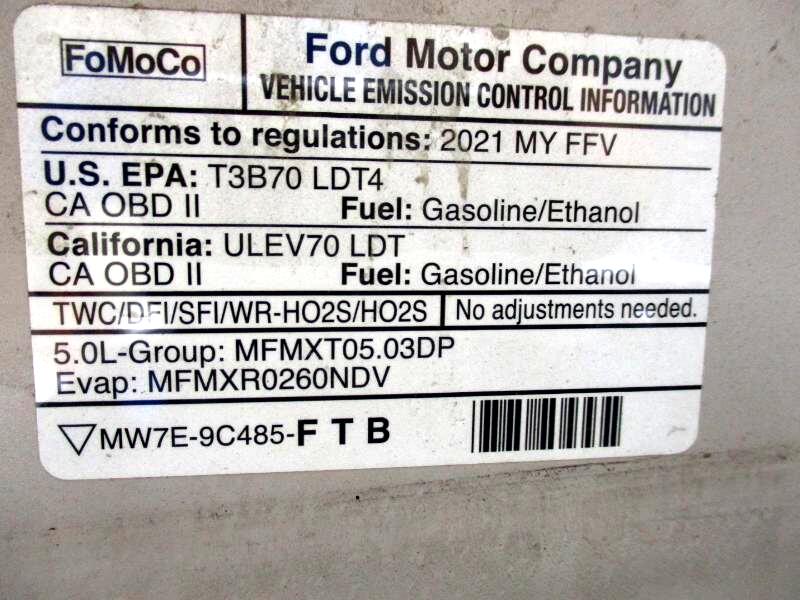 FoMoCo
Ford Motor Company
VEHICLE EMISSION CONTROL INFORMATION
Conforms to regulations: 2021 MY FFV
U.S. EPA: T3B70 LDT4
CA OBD II Fuel: Gasoline/Ethanol
California: ULEV70 LDT
CA OBD II Fuel: Gasoline/Ethanol
TWC/DFI/SFI/WR-HO2S/HO2S No adjustments needed.
5.0L-Group: MFMXT05.03DP
Evap: MFMXR0260NDV
MW7E-9C485-F T B